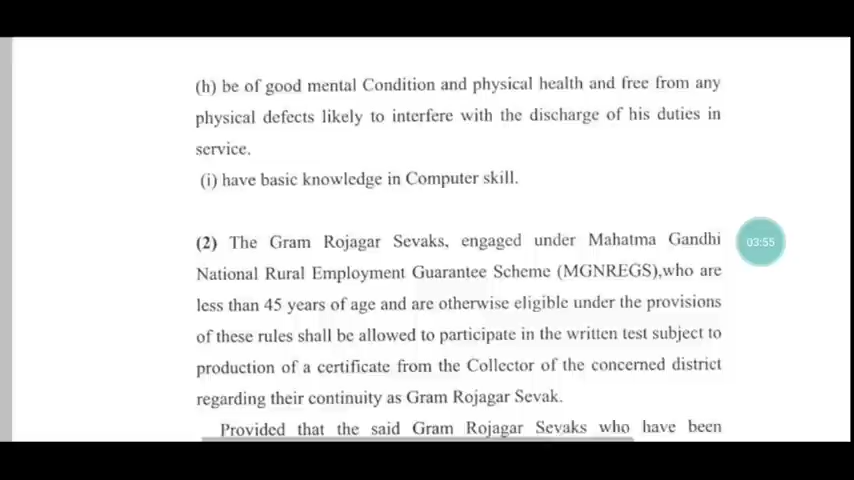 (h) be of good mental Condition and physical health and free from any
physical defects likely to interfere with the discharge of his duties in
service.
(i) have basic knowledge in Computer skill.
(2) The Gram Rojagar Sevaks, engaged under Mahatma Gandhi
03:55
National Rural Employment Guarantee Scheme (MGNREGS),who are
less than 45 years of age and are otherwise eligible under the provisions
of these rules shall be allowed to participate in the written test subject to
production of a certificate from the Collector of the concerned district
regarding their continuity as Gram Rojagar Sevak.
Provided that the said Gram Rojagar Sevaks who have been